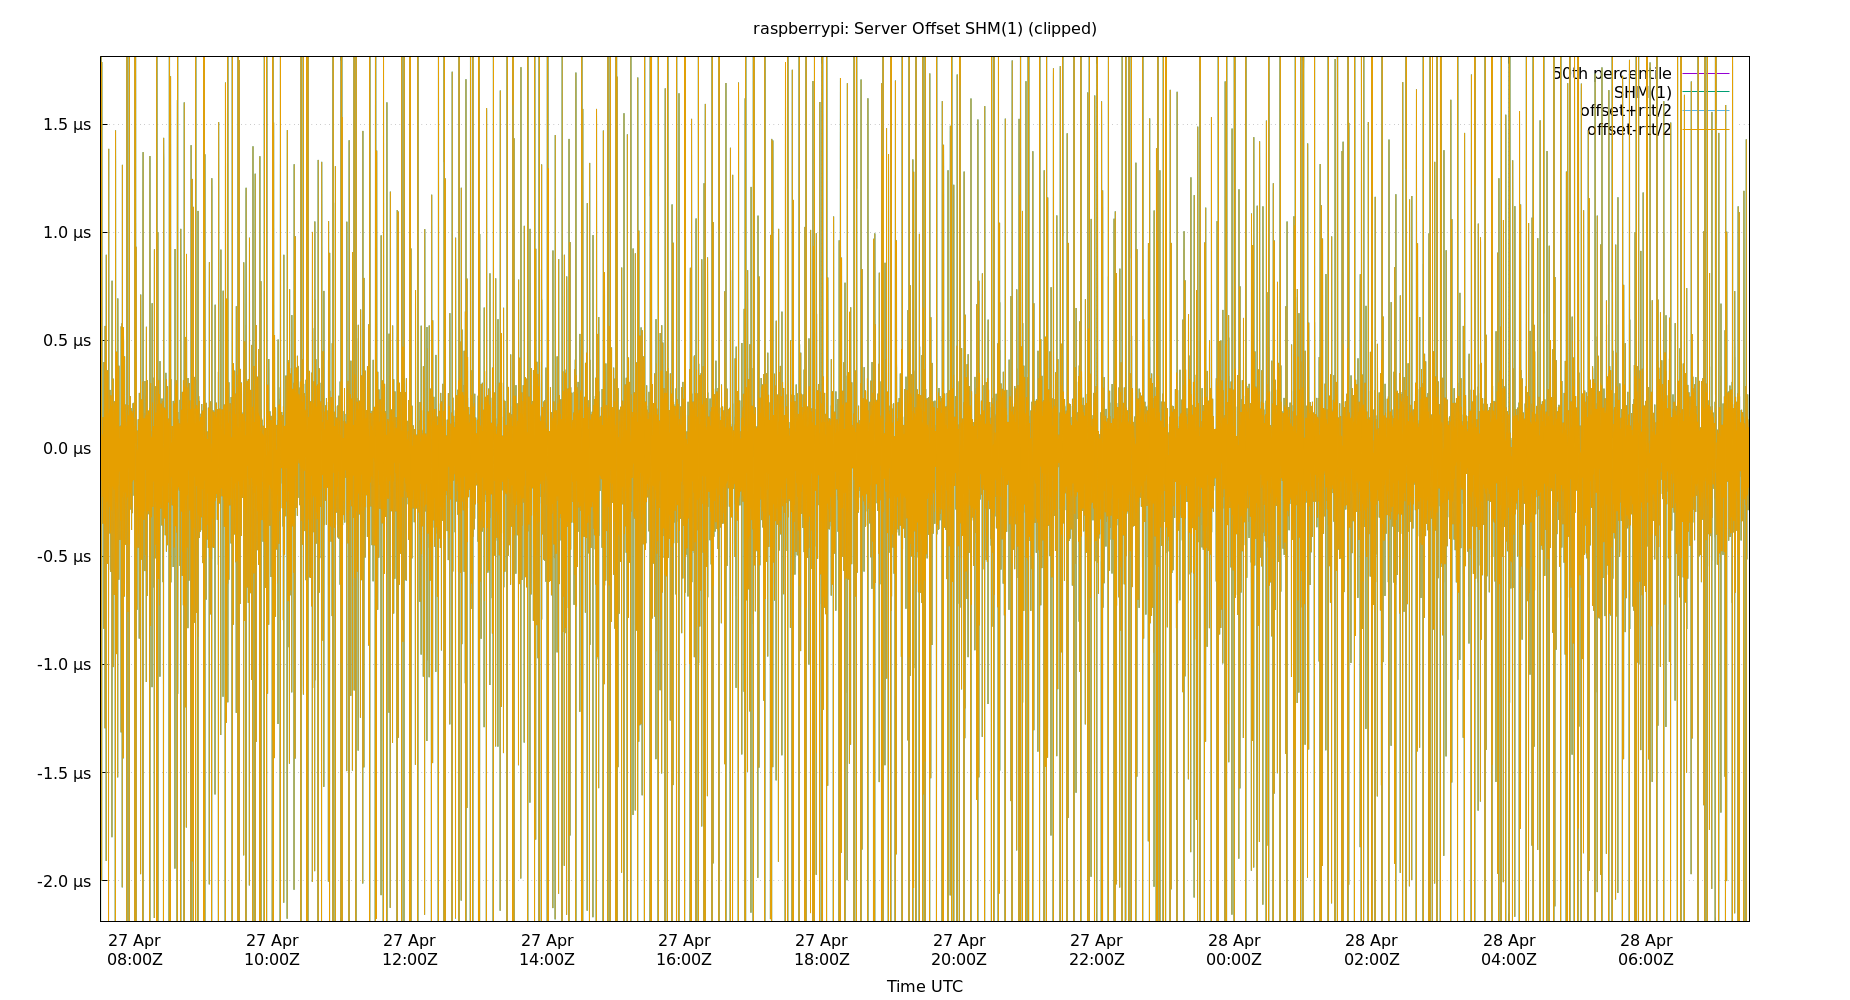 raspberrypi: Server Offset SHM(1) (clipped)
50th percentile
SHM(1)
offset+rtt/2
offset-rtt/2
1.5 µs
1.0 µs
0.5 µs
0.0 µs
-0.5 µs
-1.0 µs
-1.5 µs
-2.0 µs
27 Apr 27 Apr 27 Apr 27 Apr 27 Apr 27 Apr 27 Apr 27 Apr 28 Apr 28 Apr 28 Apr 28 Apr
08:00Z 10:00Z 12:00Z 14:00Z 16:00Z 18:00Z 20:00Z 22:00Z 00:00Z 02:00Z 04:00Z 06:00Z
Time UTC